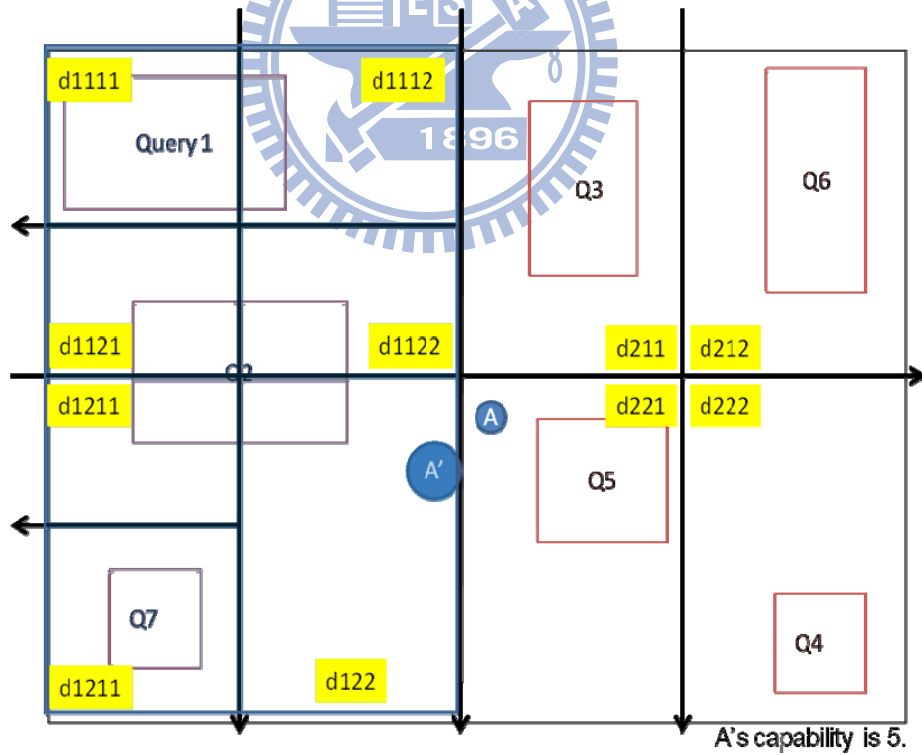 E S A
1896
d1111
d1112
Query 1
Q3
Q6
d1121
Q2
d1122
d211
d212
d1211
d221
d222
A
A'
Q5
Q7
Q4
d1211
d122
A's capability is 5.